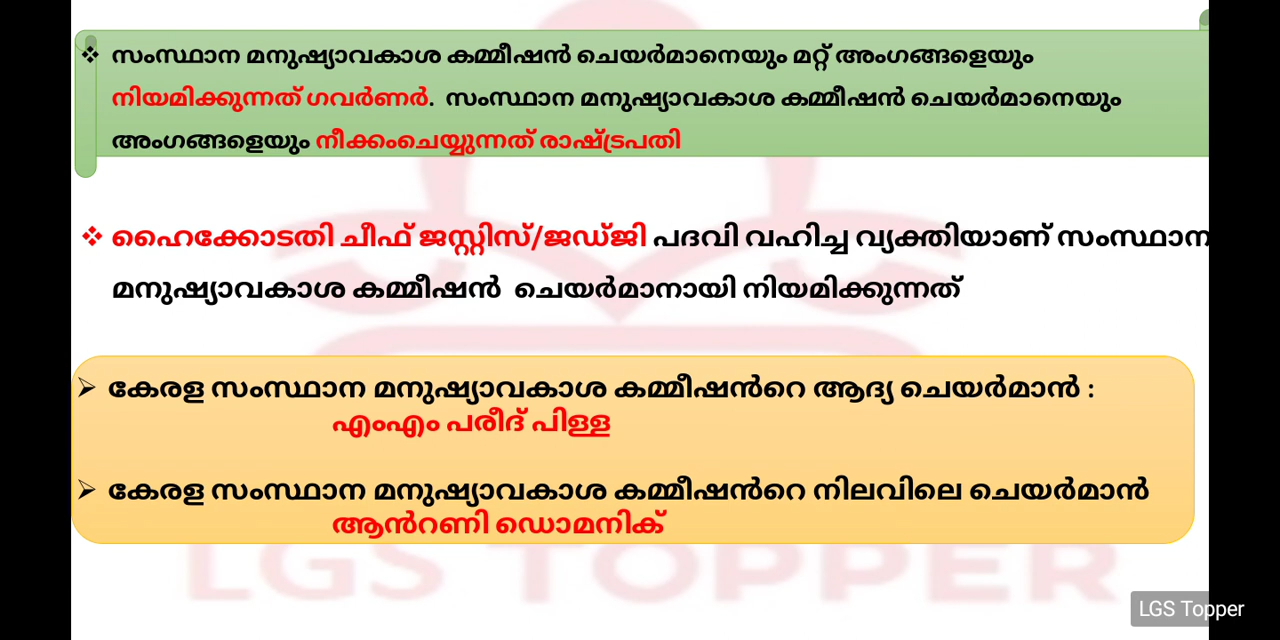 ❖ സംസ്ഥാന മനുഷ്യാവകാശ കമ്മീഷൻ ചെയർമാനെയും മറ്റ് അംഗങ്ങളെയും
നിയമിക്കുന്നത് ഗവർണർ. സംസ്ഥാന മനുഷ്യാവകാശ കമ്മീഷൻ ചെയർമാനെയും
അംഗങ്ങളെയും നീക്കംചെയ്യുന്നത് രാഷ്ട്രപതി
❖ ഹൈക്കോടതി ചീഫ് ജസ്റ്റിസ്/ജഡ്ജി പദവി വഹിച്ച വ്യക്തിയാണ് സംസ്ഥാന
മനുഷ്യാവകാശ കമ്മീഷൻ ചെയർമാനായി നിയമിക്കുന്നത്
➢ കേരള സംസ്ഥാന മനുഷ്യാവകാശ കമ്മീഷൻറെ ആദ്യ ചെയർമാൻ :
എംഎം പരീദ് പിള്ള
➢ കേരള സംസ്ഥാന മനുഷ്യാവകാശ കമ്മീഷൻറെ നിലവിലെ ചെയർമാൻ
ആൻറണി ഡൊമനിക്
LGS TOPPER
LGS Topper